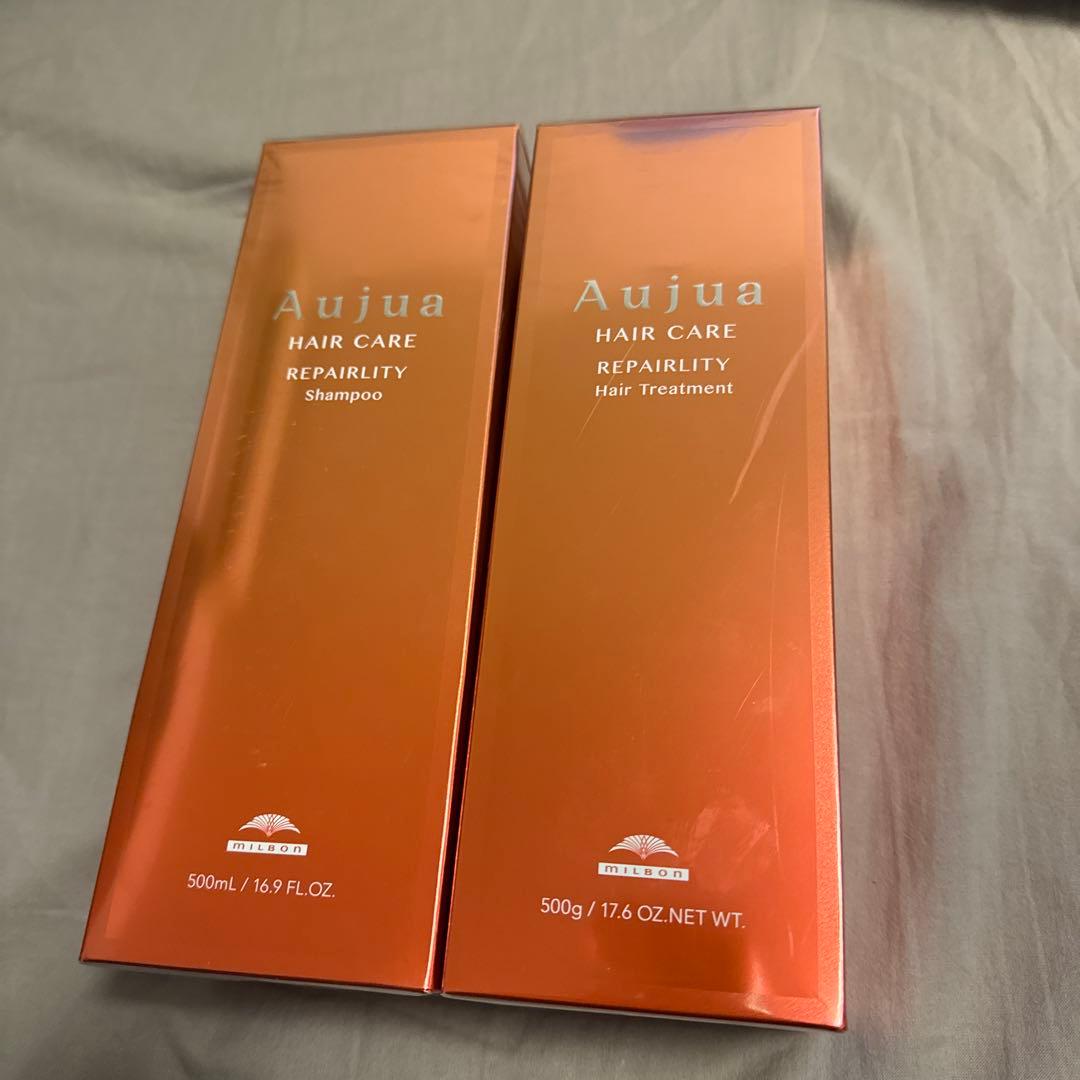 Aujua
HAIR CARE
REPAIRLITY
Shampoo
MILBON
500mL / 16.9 FL.OZ.
Aujua
HAIR CARE
REPAIRLITY
Hair Treatment
MILBON
500g / 17.6 OZ.NET WT.